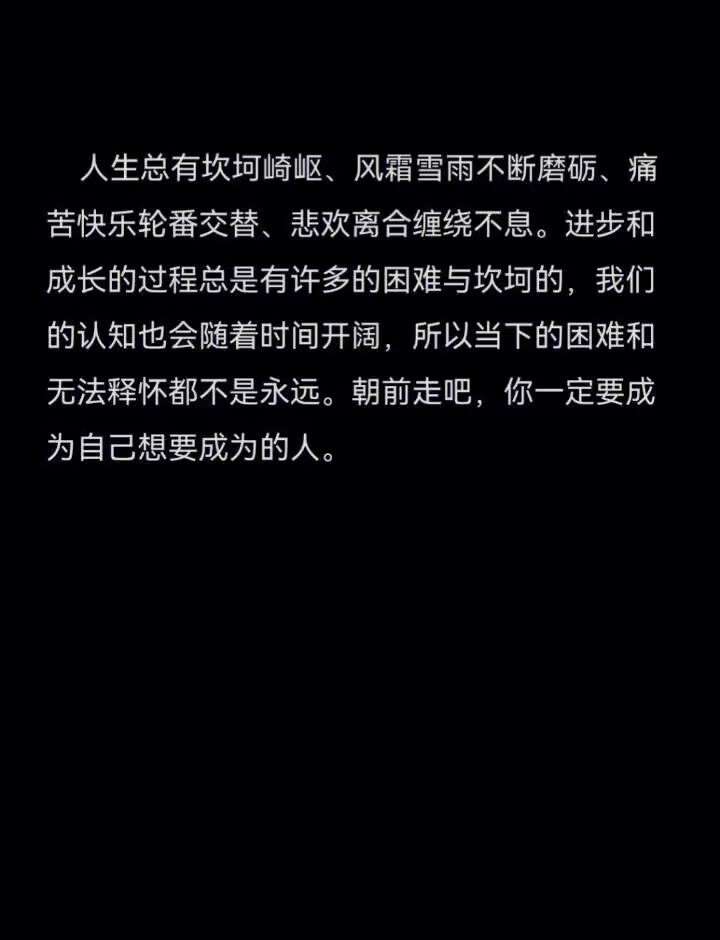 人生总有坎坷崎岖、风霜雪雨不断磨砺、痛
苦快乐轮番交替、悲欢离合缠绕不息。进步和
成长的过程总是有许多的困难与坎坷的，我们
的认知也会随着时间开阔，所以当下的困难和
无法释怀都不是永远。朝前走吧，你一定要成
为自己想要成为的人。